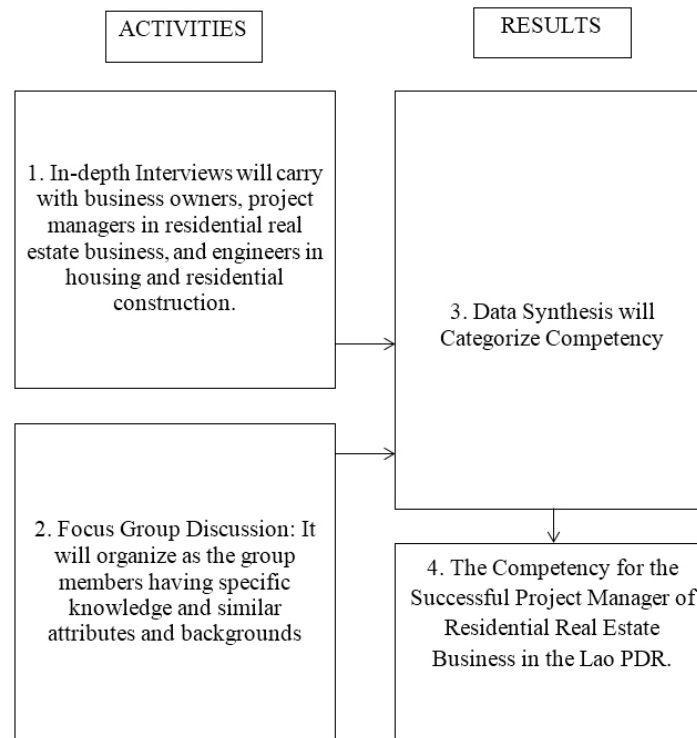 ACTIVITIES
RESULTS
1. In-depth Interviews will carry
with business owners, project
managers in residential real
estate business, and engineers in
housing and residential
construction.
2. Focus Group Discussion: It
will organize as the group
members having specific
knowledge and similar
attributes and backgrounds
3. Data Synthesis will
Categorize Competency
4. The Competency for the
Successful Project Manager of
Residential Real Estate
Business in the Lao PDR.